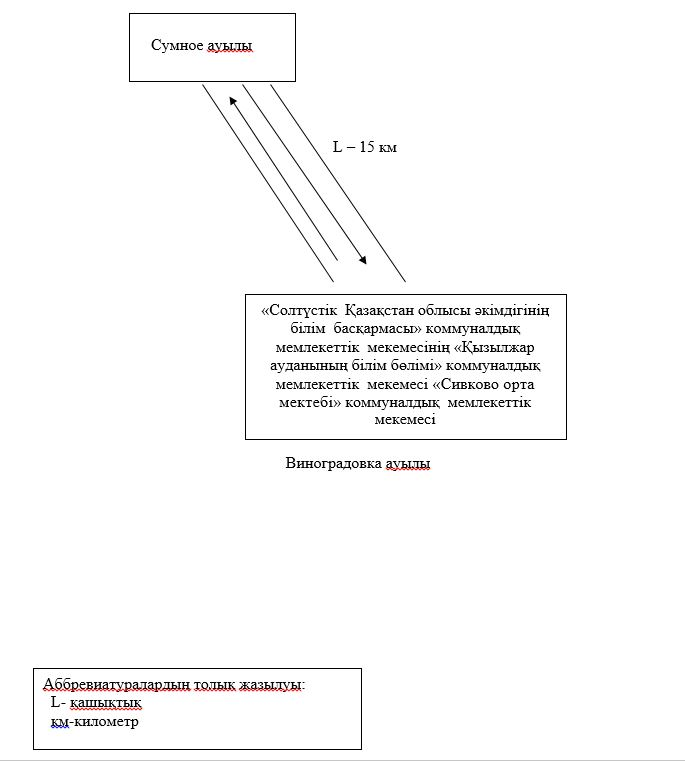 Сумное ауылы
L – 15 км
«Солтүстік Қазақстан облысы әкімдігінің
білім басқармасы» коммуналдық
мемлекеттік мекемесінің «Қызылжар
ауданының білім бөлімі» коммуналдық
мемлекеттік мекемесі «Сивково орта
мектебі» коммуналдық мемлекеттік
мекемесі
Виноградовка ауылы
Аббревиатуралардың толық жазылуы:
L- қашықтық
км-километр